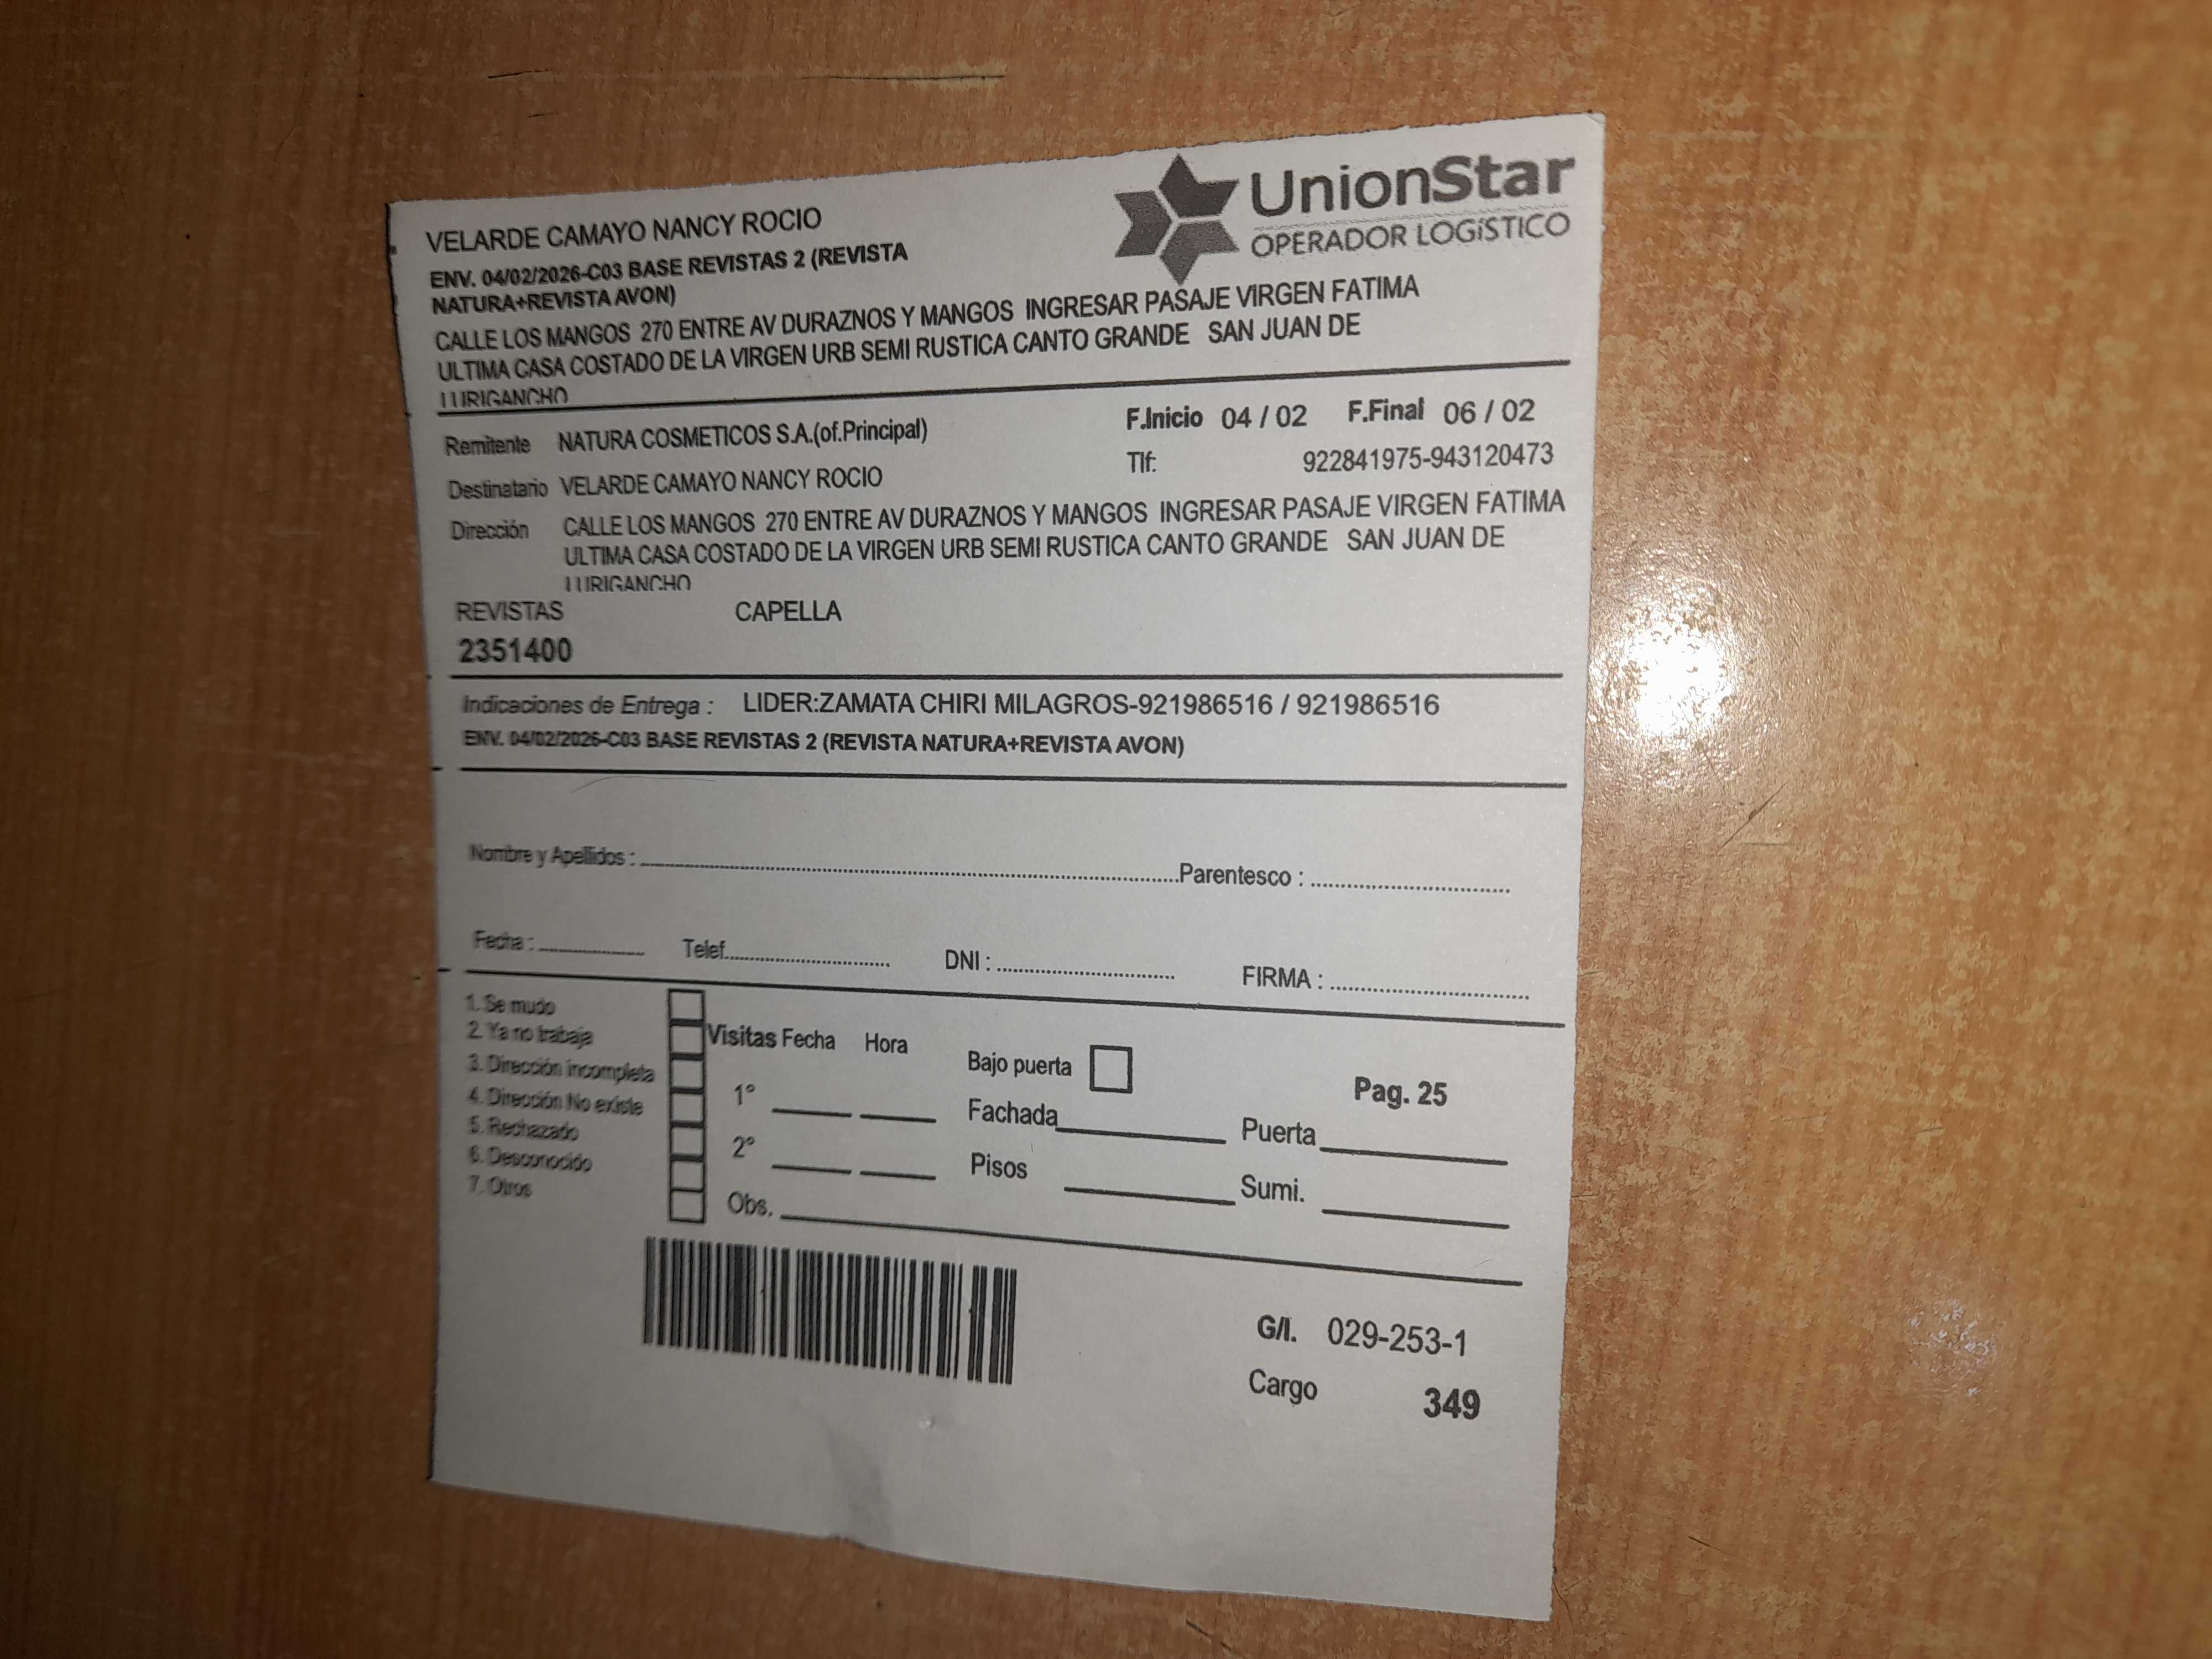 UnionStar
OPERADOR LOGíSTICO
VELARDE CAMAYO NANCY ROCIO
ENV. 04/02/2026-C03 BASE REVISTAS 2 (REVISTA
NATURA+REVISTA AVON)
CALLE LOS MANGOS 270 ENTRE AV DURAZNOS Y MANGOS INGRESAR PASAJE VIRGEN FATIMA
ULTIMA CASA COSTADO DE LA VIRGEN URB SEMI RUSTICA CANTO GRANDE SAN JUAN DE
LURIGANCHO
Remitente NATURA COSMETICOS S.A.(of.Principal) F.Inicio 04 / 02 F.Final 06 / 02
Tlf: 922841975-943120473
Destinatario VELARDE CAMAYO NANCY ROCIO
Dirección CALLE LOS MANGOS 270 ENTRE AV DURAZNOS Y MANGOS INGRESAR PASAJE VIRGEN FATIMA
ULTIMA CASA COSTADO DE LA VIRGEN URB SEMI RUSTICA CANTO GRANDE SAN JUAN DE
LURIGANCHO
REVISTAS CAPELLA
2351400
Indicaciones de Entrega : LIDER:ZAMATA CHIRI MILAGROS-921986516 / 921986516
ENV. 04/02/2026-C03 BASE REVISTAS 2 (REVISTA NATURA+REVISTA AVON)
Nombre y Apellidos : Parentesco :
Fecha : Telef. DNI : FIRMA :
1. Se mudo
2. Ya no trabaja
3. Dirección incompleta
4. Dirección No existe
5. Rechazado
6. Desconocido
7. Otros
Visitas Fecha Hora
1°
2°
Obs.
Bajo puerta
Fachada Puerta
Pisos Sumi.
Pag. 25
G/I. 029-253-1
Cargo 349